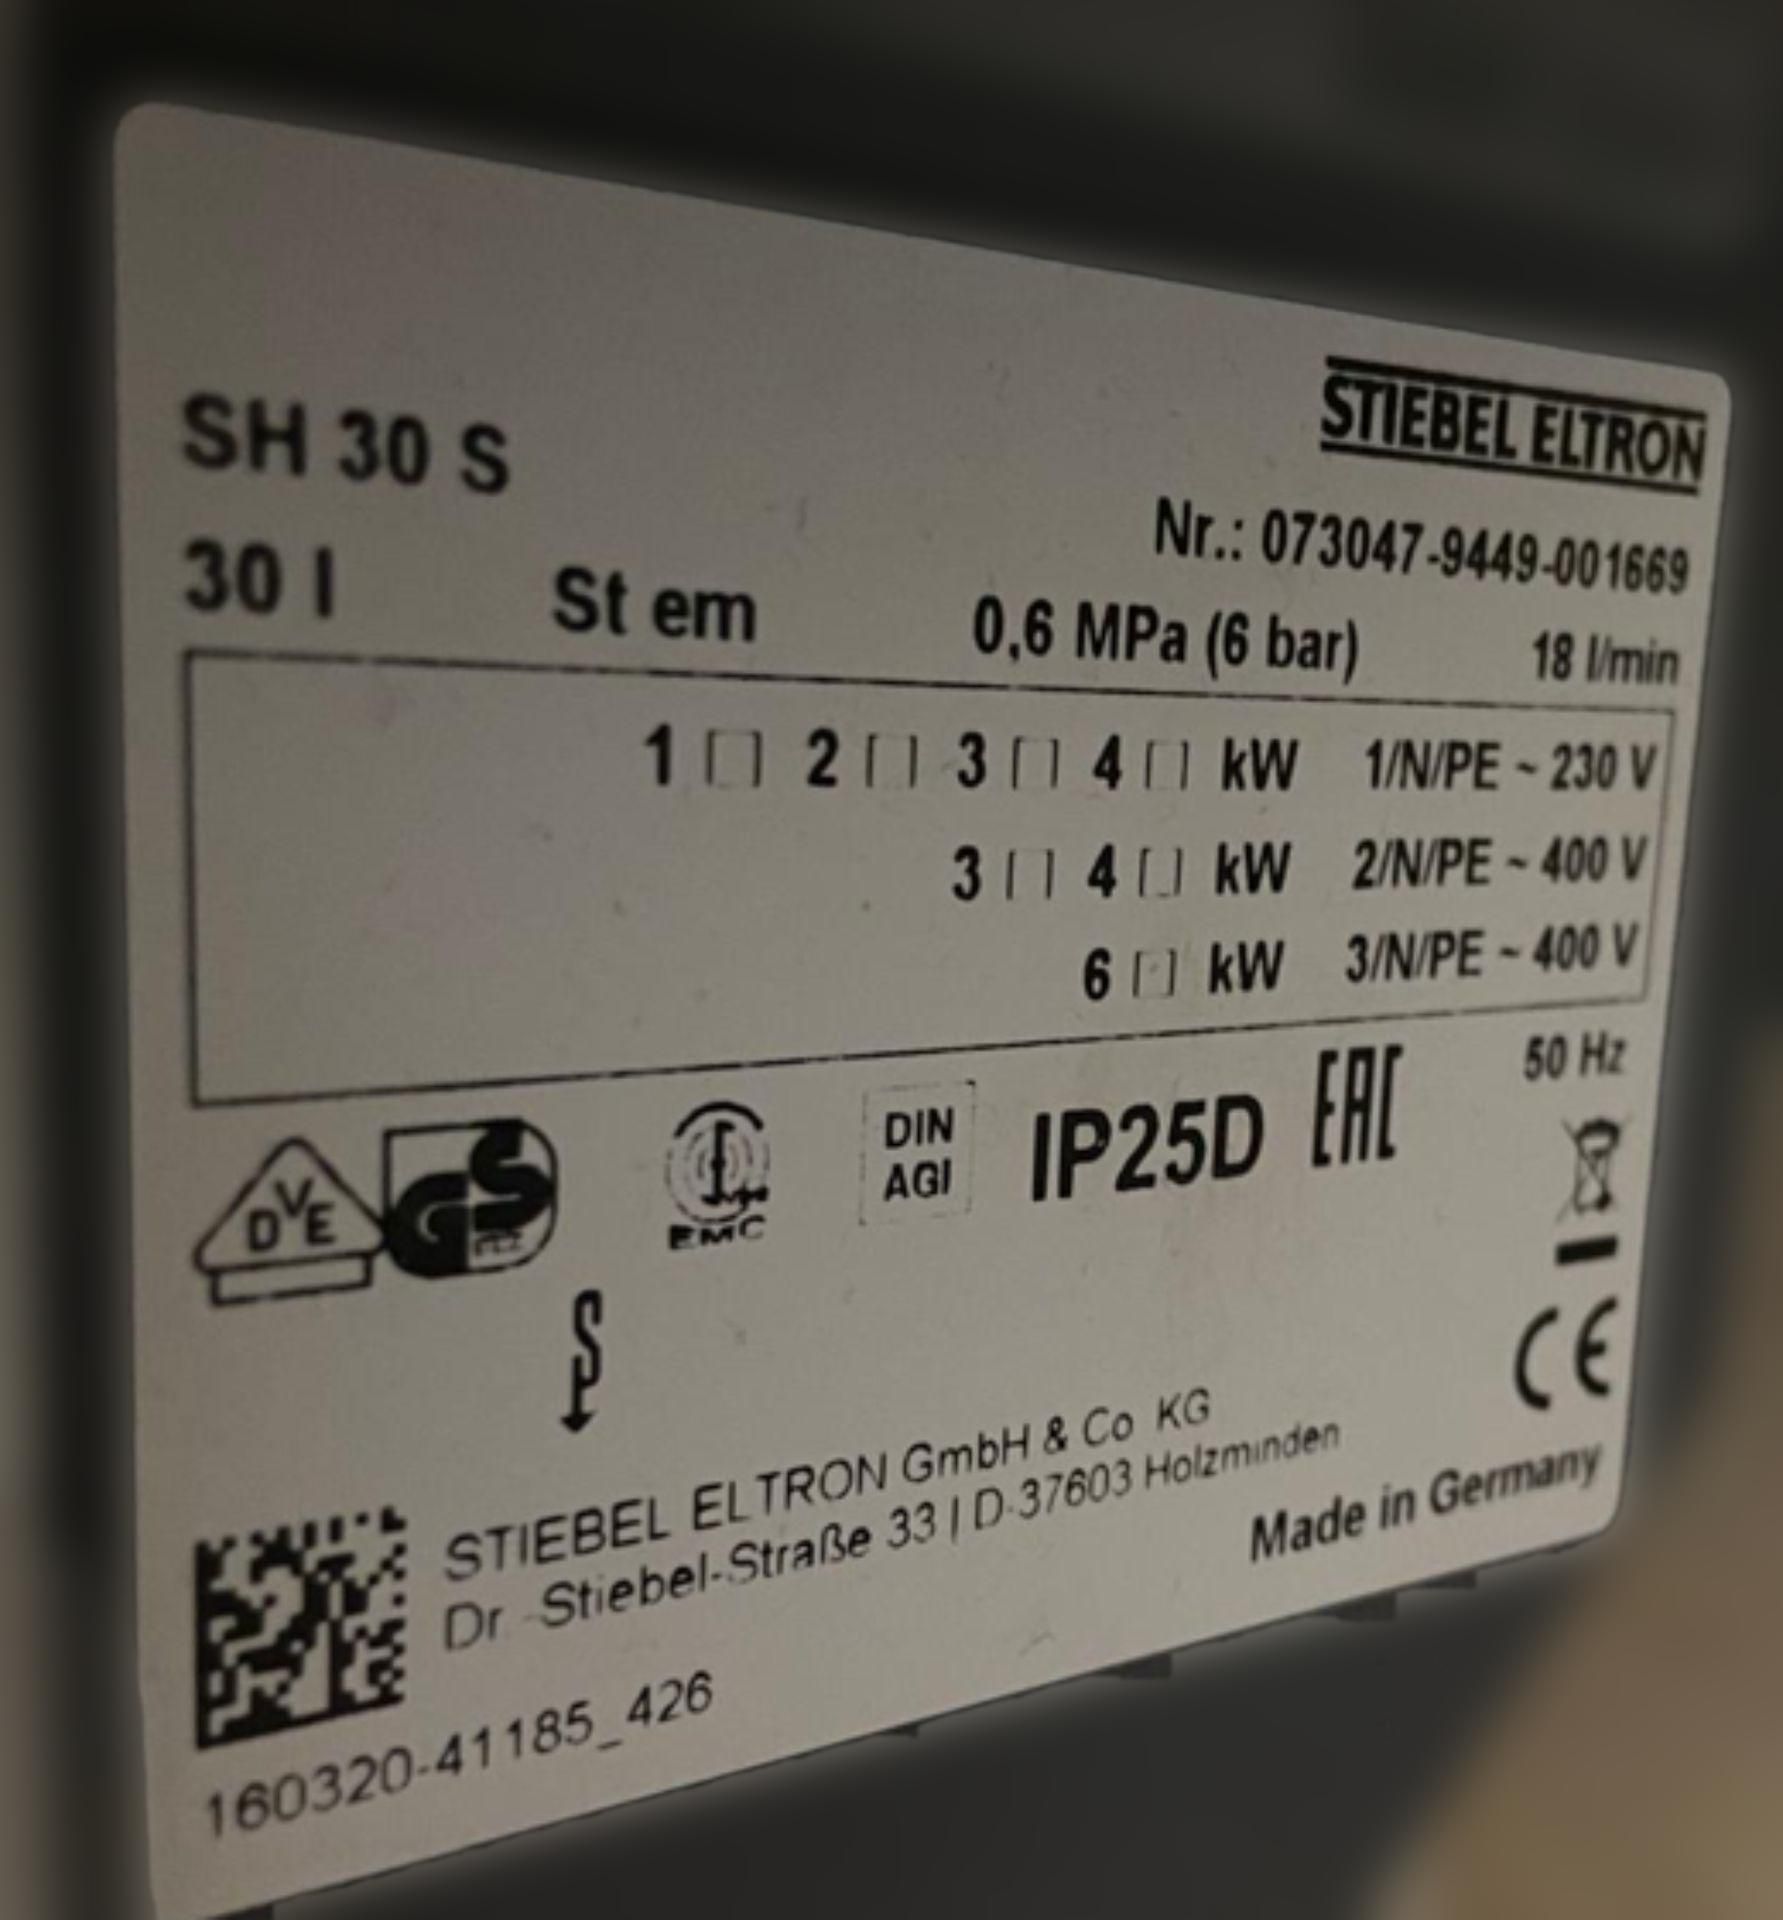 STIEBEL ELTRON
SH 30 S
Nr.: 073047-9449-001669
30 l St em 0,6 MPa (6 bar) 18 l/min
1 □ 2 □ 3 □ 4 □ kW 1/N/PE ~ 230 V
3 □ 4 □ kW 2/N/PE ~ 400 V
6 □ kW 3/N/PE ~ 400 V
50 Hz
DVE
GS
EMC
DIN
AGI
IP25D
EAC
CE
STIEBEL ELTRON GmbH & Co KG
Dr -Stiebel-Straße 33 | D-37603 Holzminden
Made in Germany
160320-41185_426